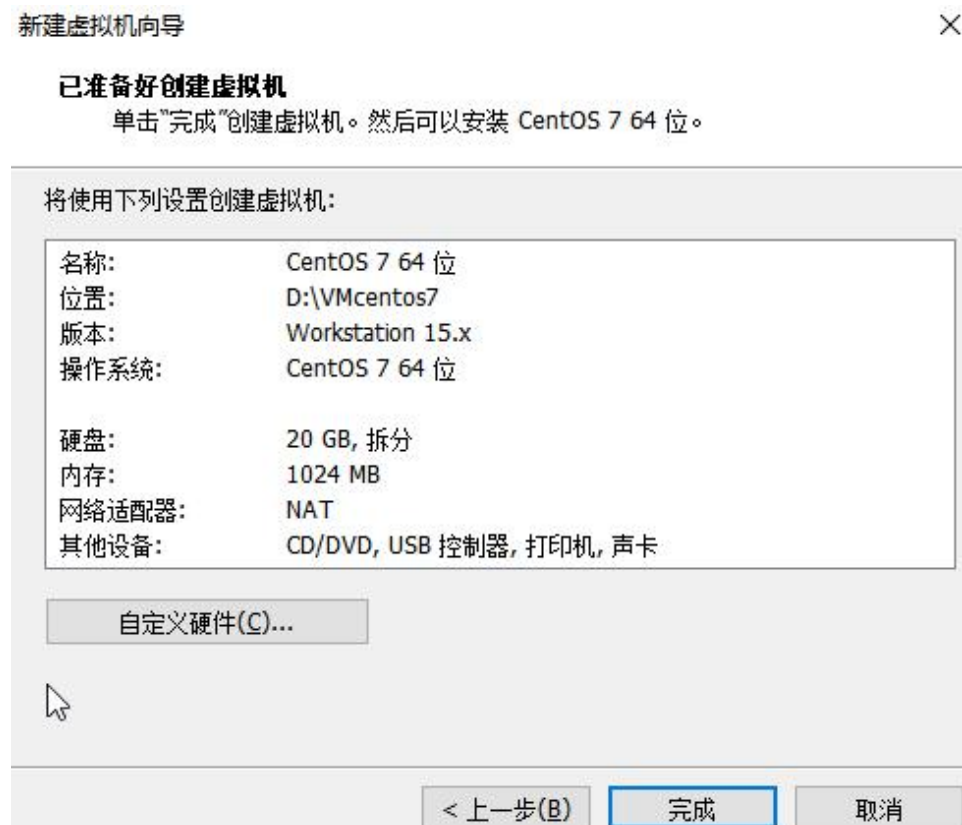 新建虚拟机向导
已准备好创建虚拟机
单击"完成"创建虚拟机。然后可以安装 CentOS 7 64 位。
将使用下列设置创建虚拟机:
名称: CentOS 7 64 位
位置: D:\VMcentos7
版本: Workstation 15.x
操作系统: CentOS 7 64 位
硬盘: 20 GB, 拆分
内存: 1024 MB
网络适配器: NAT
其他设备: CD/DVD, USB 控制器, 打印机, 声卡
自定义硬件(C)...
< 上一步(B) 完成 取消